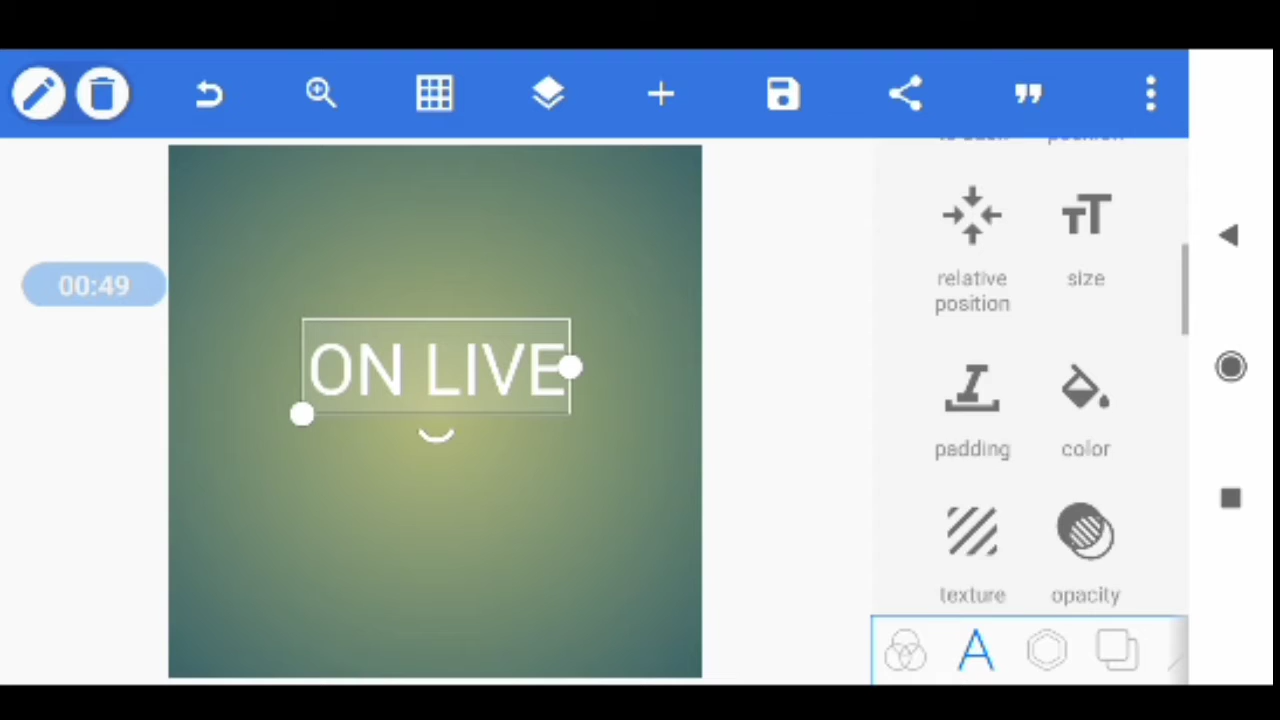 00:49
ON LIVE
relative
position
size
padding
color
texture
opacity